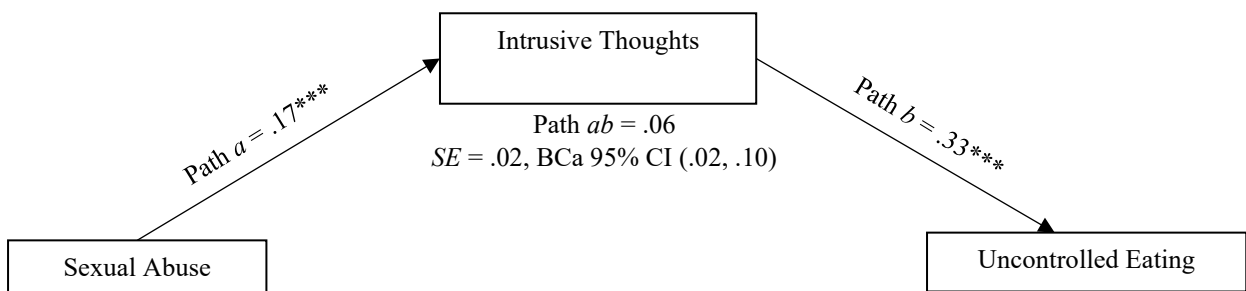 Intrusive Thoughts
Path a = .17***
Path b = .33***
Path ab = .06
SE = .02, BCa 95% CI (.02, .10)
Sexual Abuse
Uncontrolled Eating